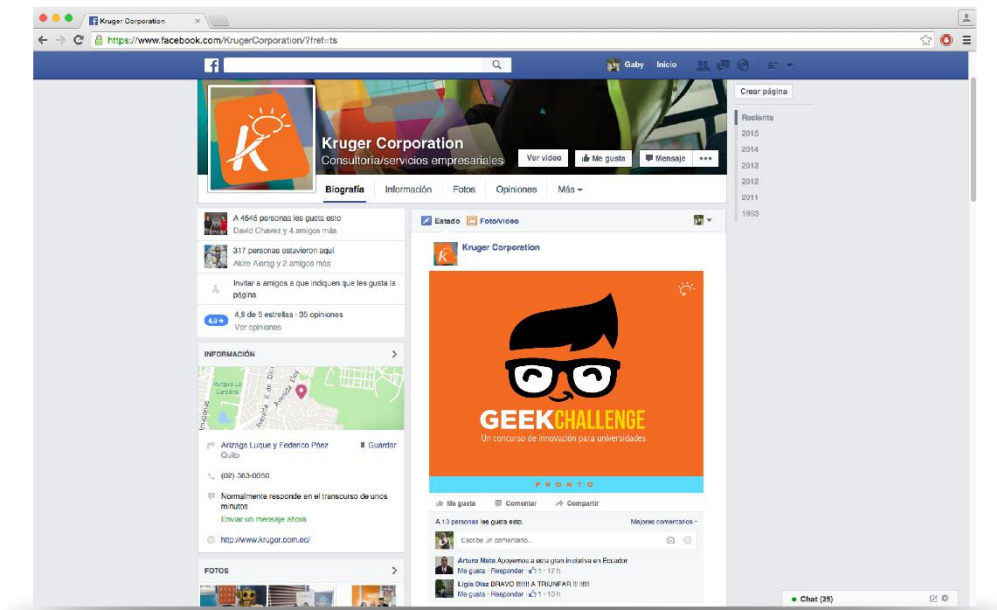 Kruger Corporation
https://www.facebook.com/KrugerCorporation/?fref=ts
Gaby Inicio
Crear página
Reciente
2015
2014
2013
2012
2011
1993
K
Kruger Corporation
Consultoría/servicios empresariales
Ver video
Me gusta
Mensaje
Biografía Información Fotos Opiniones Más
A 4545 personas les gusta esto
David Chavez y 4 amigos más
317 personas estuvieron aquí
y 2 amigos más
Invitar a amigos a que indiquen que les gusta la
página
4,9 de 5 estrellas · 35 opiniones
Ver opiniones
INFORMACIÓN
Parque La
Carolina
Arizaga Luque y Federico Páez
Quito
Guardar
(02) 363-0050
Normalmente responde en el transcurso de unos
minutos
Enviar un mensaje ahora
http://www.kruger.com.ec/
FOTOS
Estado Foto/video
Kruger Corporation
GEEKCHALLENGE
Un concurso de innovación para universidades
PRONTO
Me gusta Comentar Compartir
A 13 personas les gusta esto.
Mejores comentarios
Escribe un comentario...
Arturo Mata Apoyemos a esta gran iniciativa en Ecuador
Me gusta · Responder · 1 · 17 h
Ligia Diaz BRAVO !!!!!!! A TRIUNFAR !!! !!!!!
Me gusta · Responder · 1 · 13 h
Chat (25)